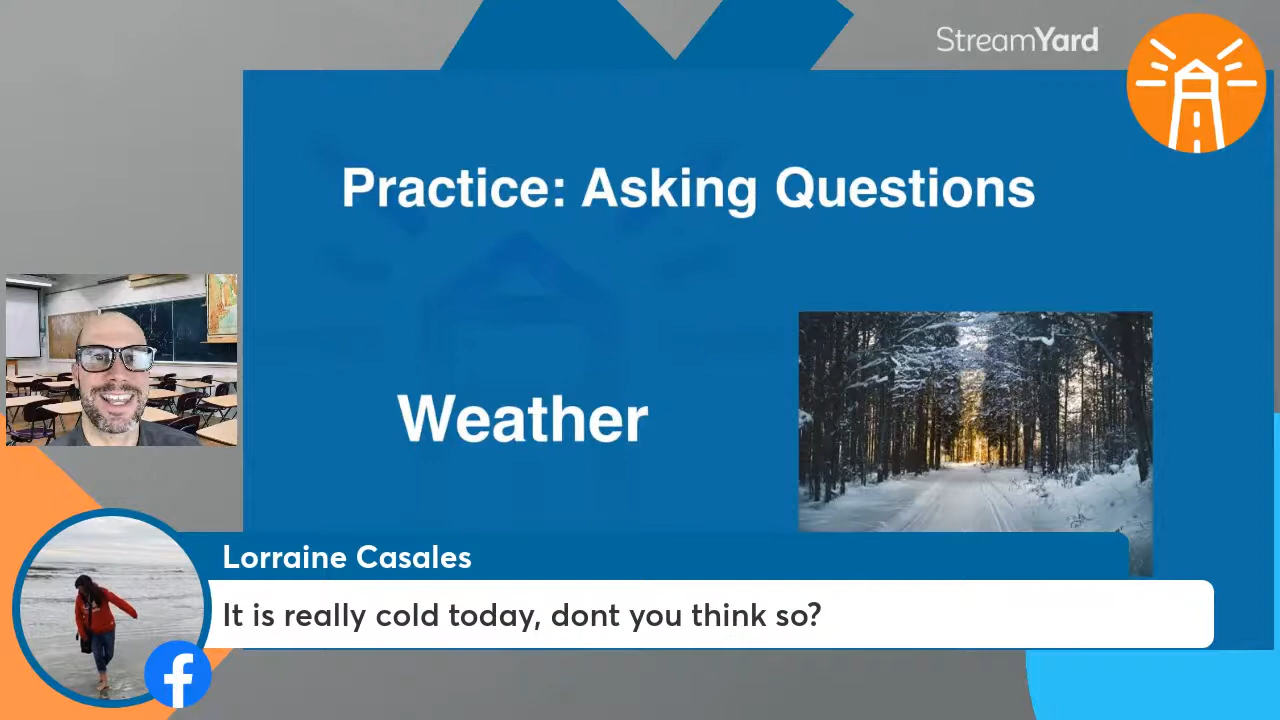 StreamYard
Practice: Asking Questions
Weather
Lorraine Casales
It is really cold today, dont you think so?